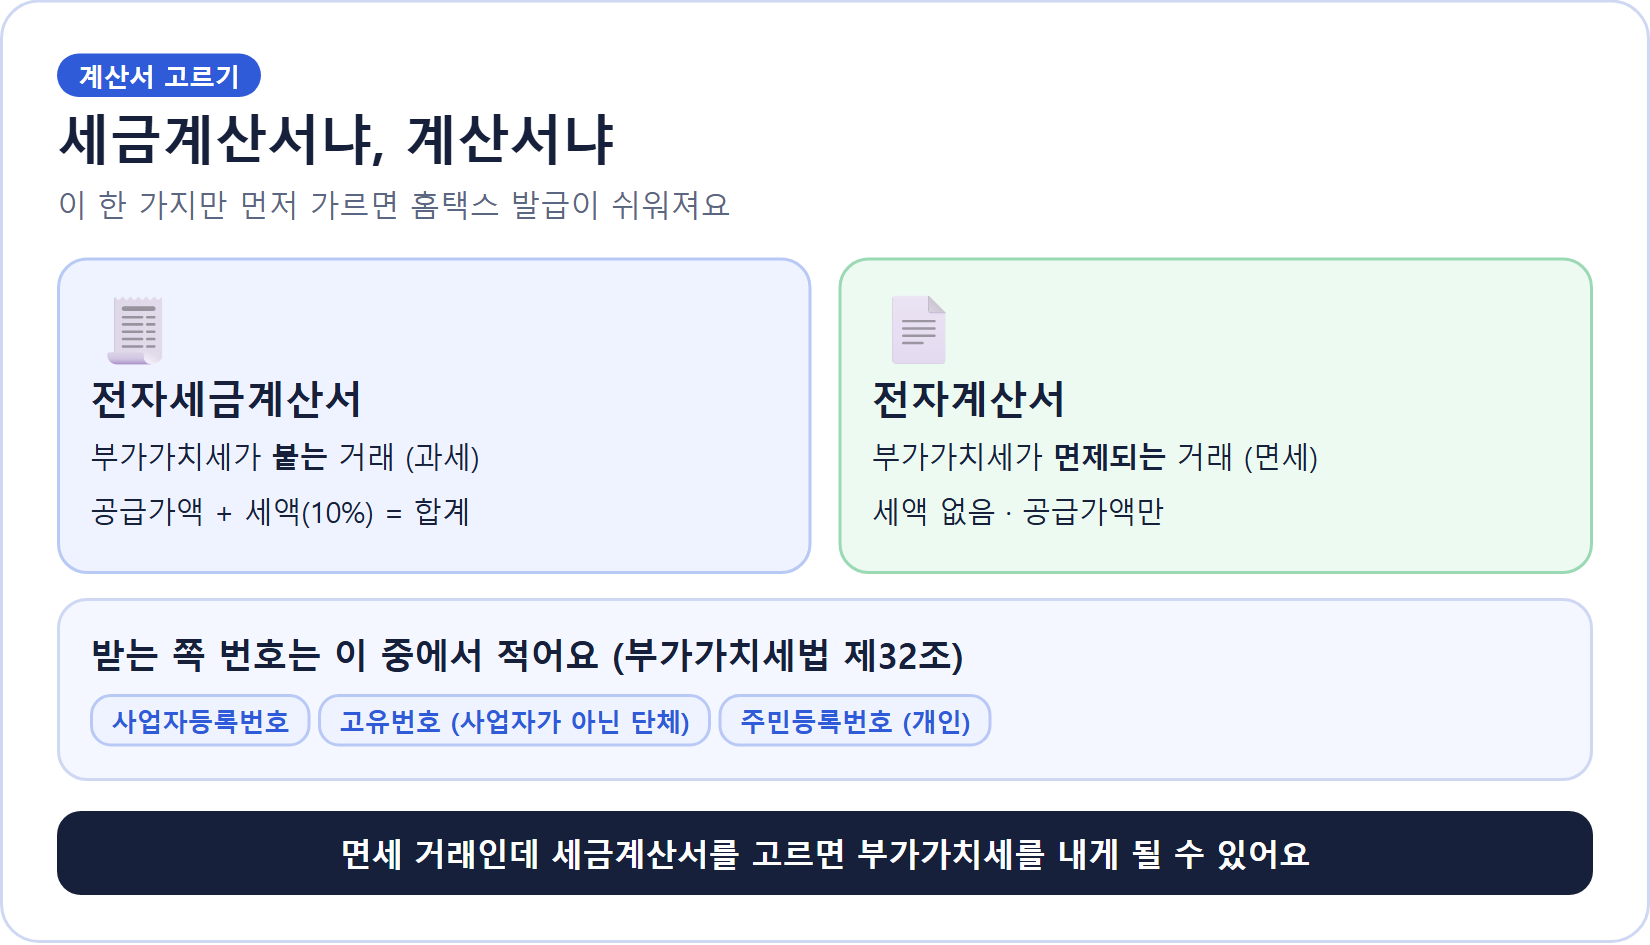 계산서 고르기
세금계산서냐, 계산서냐
이 한 가지만 먼저 가르면 홈택스 발급이 쉬워져요
전자세금계산서
부가가치세가 붙는 거래 (과세)
공급가액 + 세액(10%) = 합계
전자계산서
부가가치세가 면제되는 거래 (면세)
세액 없음 · 공급가액만
받는 쪽 번호는 이 중에서 적어요 (부가가치세법 제32조)
사업자등록번호 고유번호 (사업자가 아닌 단체) 주민등록번호 (개인)
면세 거래인데 세금계산서를 고르면 부가가치세를 내게 될 수 있어요